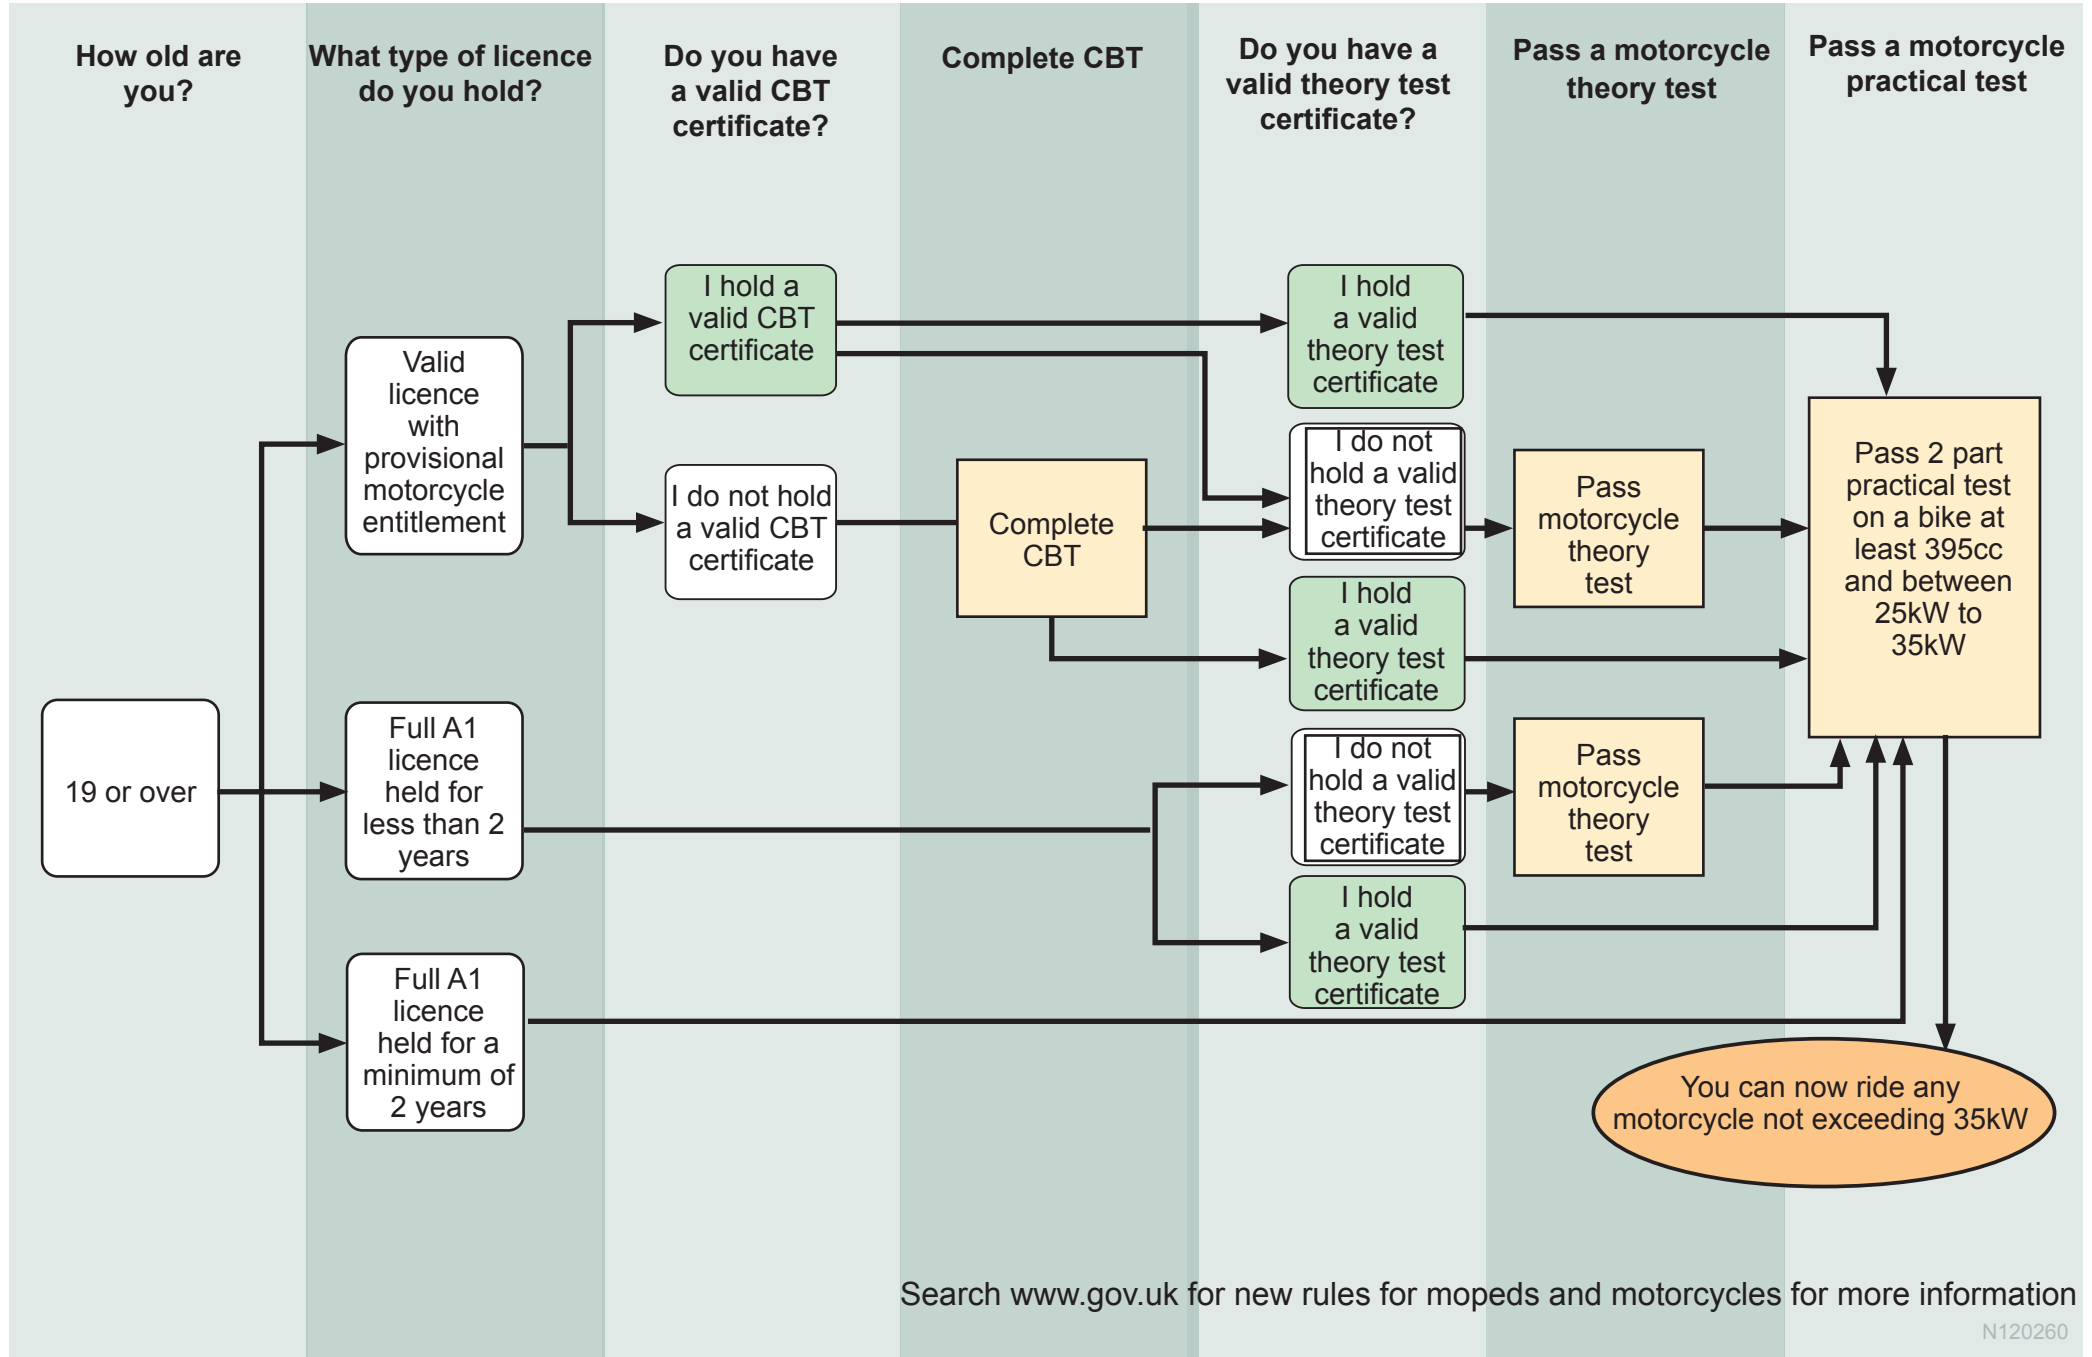 How old are
you?
What type of licence
do you hold?
Do you have
a valid CBT
certificate?
Complete CBT
Do you have a
valid theory test
certificate?
Pass a motorcycle
theory test
Pass a motorcycle
practical test
19 or over
Valid
licence
with
provisional
motorcycle
entitlement
Full A1
licence
held for
less than 2
years
Full A1
licence
held for a
minimum of
2 years
I hold a
valid CBT
certificate
I do not hold
a valid CBT
certificate
Complete
CBT
I hold
a valid
theory test
certificate
I do not
hold a valid
theory test
certificate
I hold
a valid
theory test
certificate
I do not
hold a valid
theory test
certificate
I hold
a valid
theory test
certificate
Pass
motorcycle
theory
test
Pass
motorcycle
theory
test
Pass 2 part
practical test
on a bike at
least 395cc
and between
25kW to
35kW
You can now ride any
motorcycle not exceeding 35kW
Search www.gov.uk for new rules for mopeds and motorcycles for more information
N120260